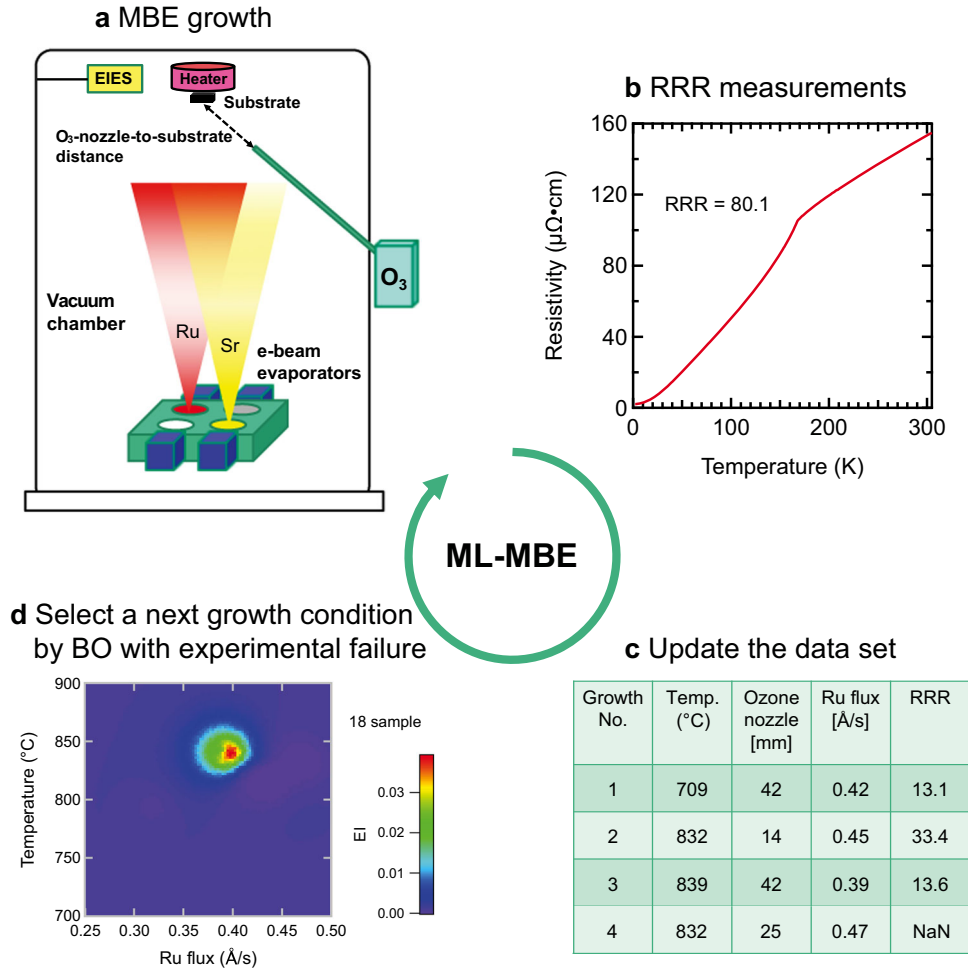 a MBE growth
EIES
Heater
Substrate
O₃-nozzle-to-substrate
distance
O₃
Vacuum
chamber
Ru
Sr
e-beam
evaporators
b RRR measurements
160
120
80
40
0
RRR = 80.1
Resistivity (μΩ•cm)
0 100 200 300
Temperature (K)
ML-MBE
d Select a next growth condition
by BO with experimental failure
900
850
800
750
700
Temperature (°C)
0.25 0.30 0.35 0.40 0.45 0.50
Ru flux (Å/s)
18 sample
0.03
0.02
0.01
0.00
EI
c Update the data set
Growth No. Temp. (°C) Ozone nozzle [mm] Ru flux [Å/s] RRR
1 709 42 0.42 13.1
2 832 14 0.45 33.4
3 839 42 0.39 13.6
4 832 25 0.47 NaN